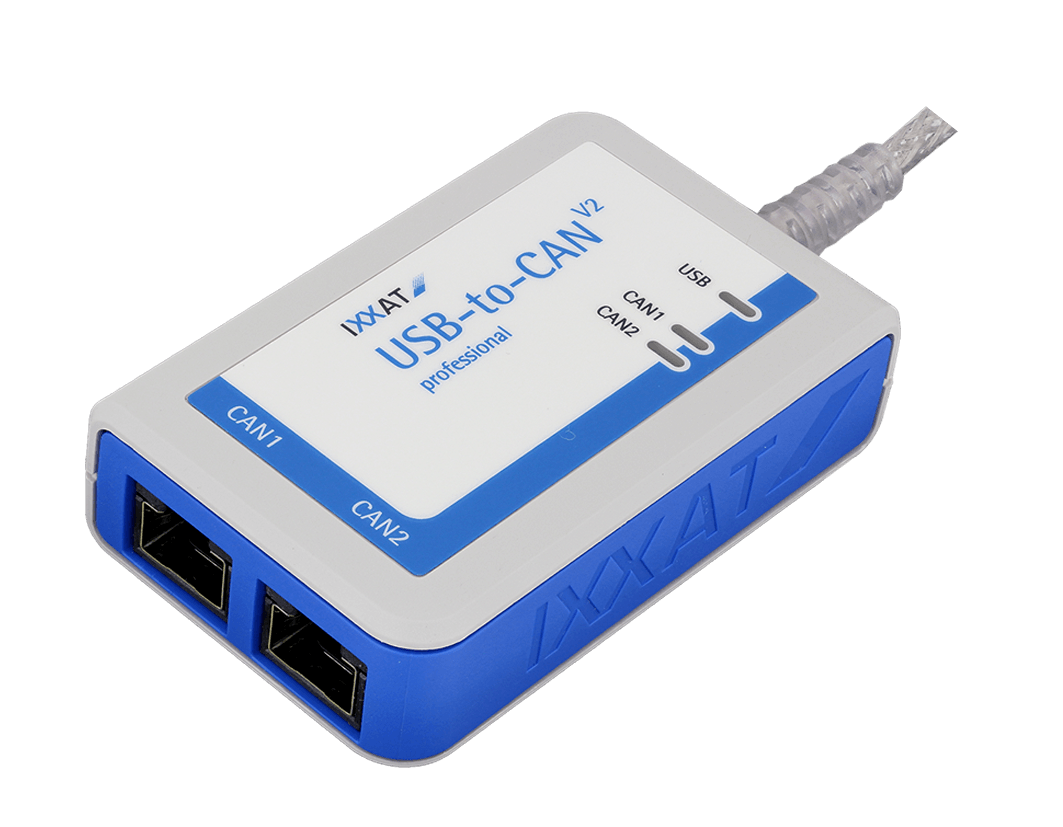 IXXAT
USB-to-CAN V2
professional
USB
CAN1
CAN2
CAN1
CAN2
IXXAT